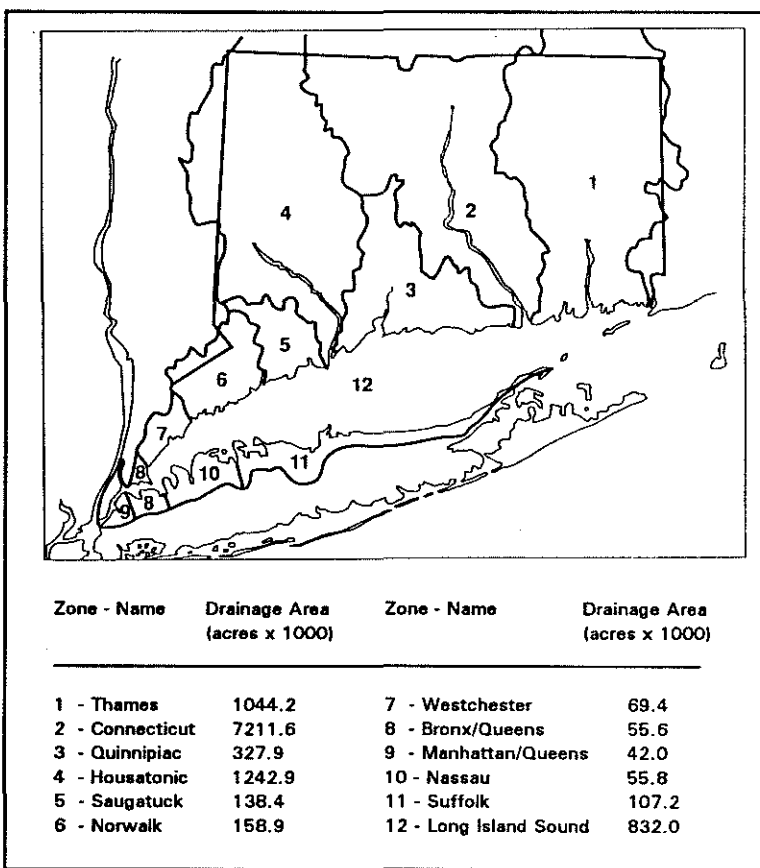 1
4
2
3
5
6
12
7
8
10
11
9
8
Zone - Name Drainage Area Zone - Name Drainage Area
(acres x 1000) (acres x 1000)
1 - Thames 1044.2 7 - Westchester 69.4
2 - Connecticut 7211.6 8 - Bronx/Queens 55.6
3 - Quinnipiac 327.9 9 - Manhattan/Queens 42.0
4 - Housatonic 1242.9 10 - Nassau 55.8
5 - Saugatuck 138.4 11 - Suffolk 107.2
6 - Norwalk 158.9 12 - Long Island Sound 832.0